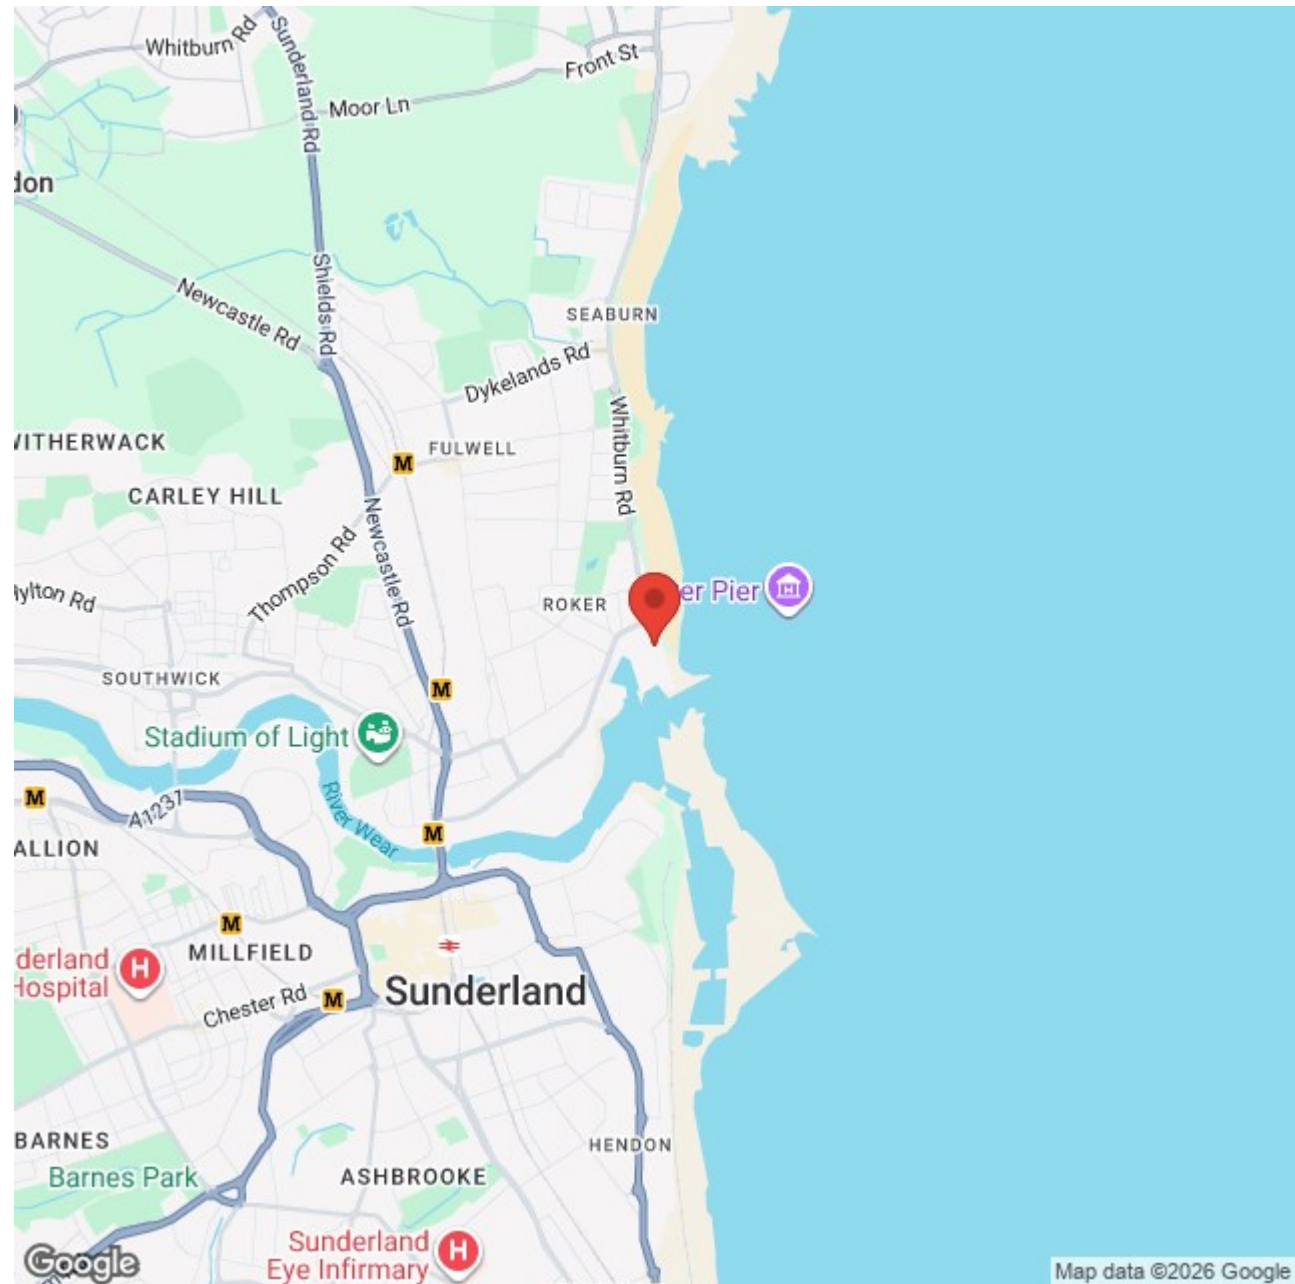 Whitburn Rd
Sunderland Rd
Front St
Moor Ln
don
Shields Rd
Newcastle Rd
SEABURN
Dykelands Rd
Whitburn Rd
WITHERWACK
FULWELL
M
CARLEY HILL
Newcastle Rd
Thompson Rd
Hylton Rd
ROKER
er Pier
SOUTHWICK
M
Stadium of Light
M
A1231
River Wear
M
ALLION
M
MILLFIELD
derland
Hospital
H
Chester Rd
M
Sunderland
BARNES
HENDON
Barnes Park
ASHBROOKE
Sunderland
Eye Infirmary
H
Google
Map data ©2026 Google